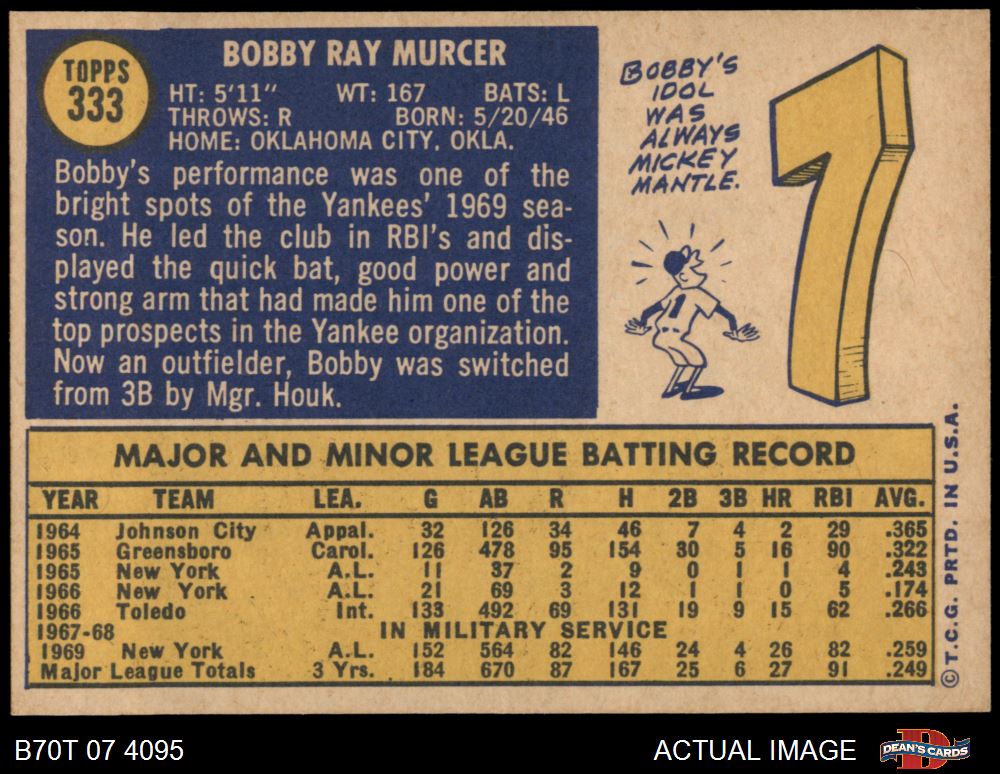 TOPPS
333
BOBBY RAY MURCER
HT: 5'11" WT: 167 BATS: L
THROWS: R BORN: 5/20/46
HOME: OKLAHOMA CITY, OKLA.
Bobby's performance was one of the
bright spots of the Yankees' 1969 sea-
son. He led the club in RBI's and dis-
played the quick bat, good power and
strong arm that had made him one of the
top prospects in the Yankee organization.
Now an outfielder, Bobby was switched
from 3B by Mgr. Houk.
BOBBY'S
IDOL
WAS
ALWAYS
MICKEY
MANTLE.
7
1
MAJOR AND MINOR LEAGUE BATTING RECORD
YEAR TEAM LEA. G AB R H 2B 3B HR RBI AVG.
1964 Johnson City Appal. 32 126 34 46 7 4 2 29 .365
1965 Greensboro Carol. 126 478 95 154 30 5 16 90 .322
1965 New York A.L. 11 37 2 9 0 1 1 4 .243
1966 New York A.L. 21 69 3 12 1 1 0 5 .174
1966 Toledo Int. 133 492 69 131 19 9 15 62 .266
1967-68 IN MILITARY SERVICE
1969 New York A.L. 152 564 82 146 24 4 26 82 .259
Major League Totals 3 Yrs. 184 670 87 167 25 6 27 91 .249
© T.C.G. PRTD. IN U.S.A.
B70T 07 4095
ACTUAL IMAGE
B
DEAN'S CARDS